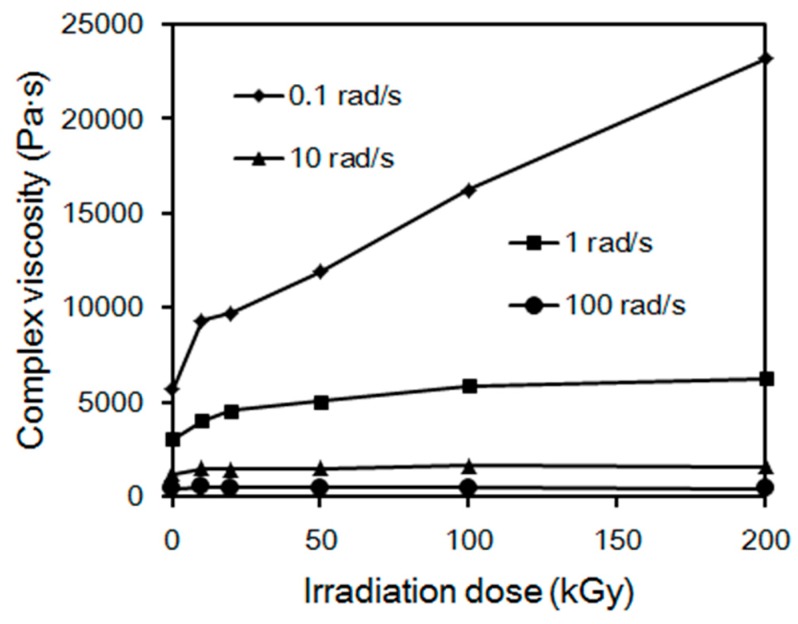 25000
20000
15000
10000
5000
0
Complex viscosity (Pa·s)
0.1 rad/s
10 rad/s
1 rad/s
100 rad/s
0 50 100 150 200
Irradiation dose (kGy)